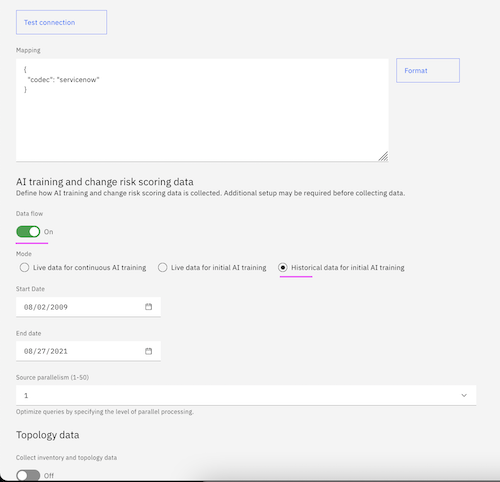 Test connection
Mapping
{
"codec": "servicenow"
}
Format
AI training and change risk scoring data
Define how AI training and change risk scoring data is collected. Additional setup may be required before collecting data.
Data flow
On
Mode
Live data for continuous AI training
Live data for initial AI training
Historical data for initial AI training
Start Date
08/02/2009
End date
08/27/2021
Source parallelism (1-50)
1
Optimize queries by specifying the level of parallel processing.
Topology data
Collect inventory and topology data
Off